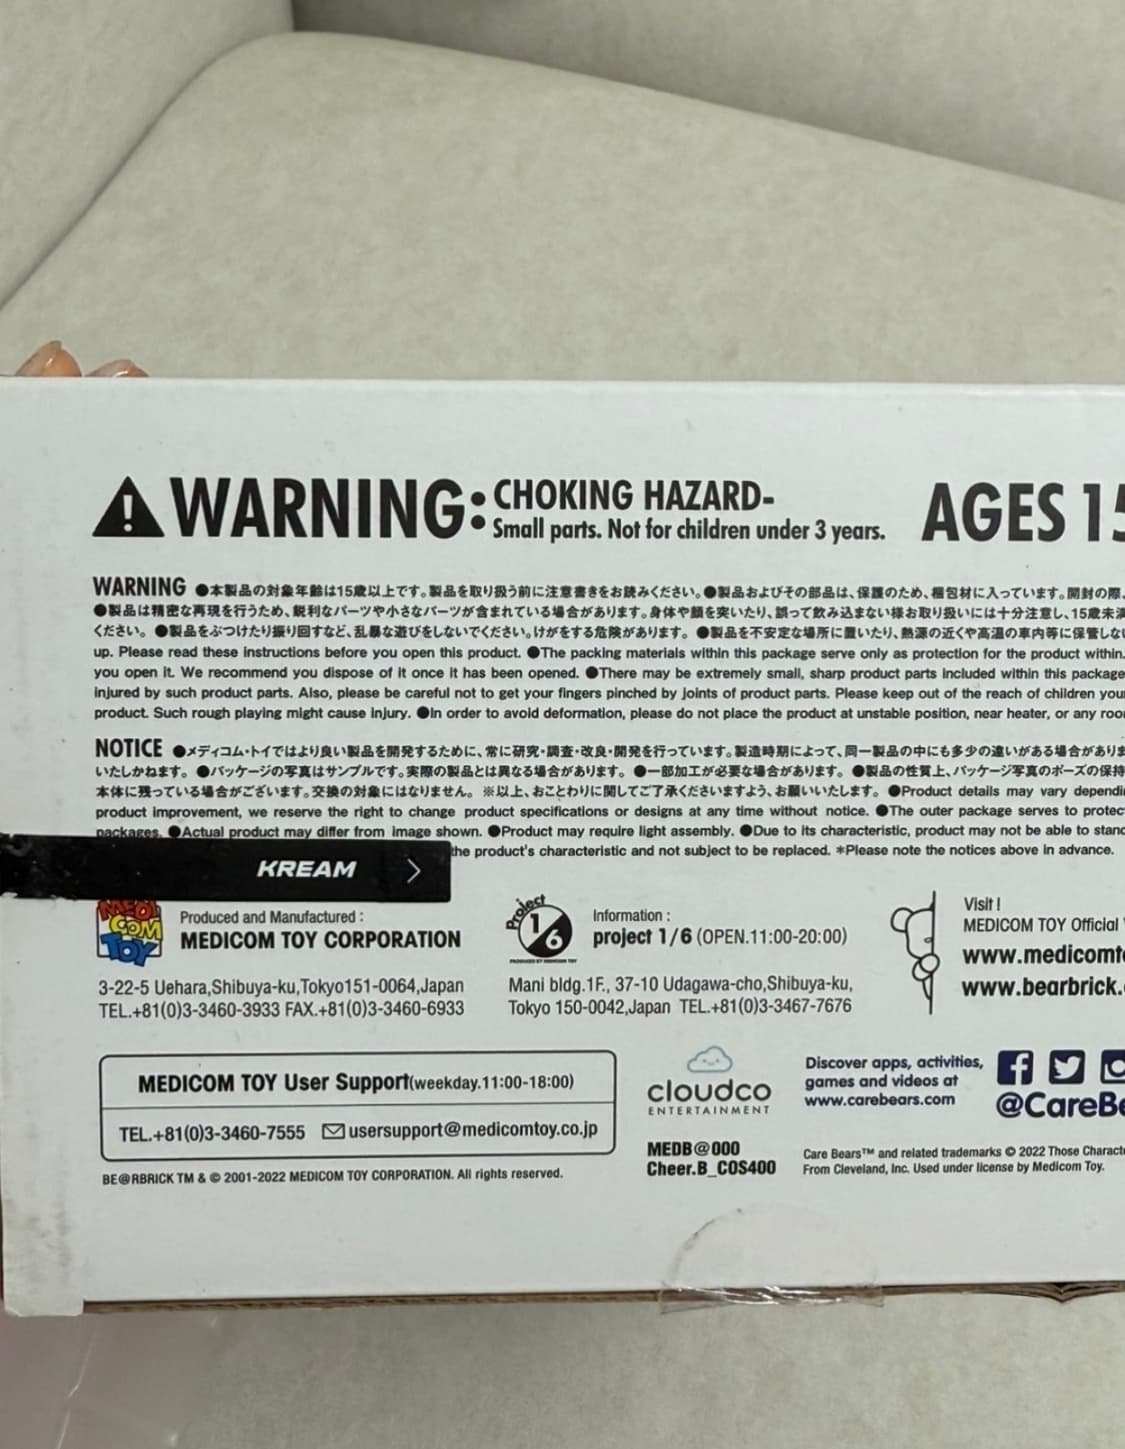 WARNING: CHOKING HAZARD-
Small parts. Not for children under 3 years.
AGES 15
WARNING ●本製品の対象年齢は15歳以上です。製品を取り扱う前に注意書きをお読みください。●製品およびその部品は、保護のため、梱包材に入っています。開封の際、
●製品は精密な再現を行うため、鋭利なパーツや小さなパーツが含まれている場合があります。身体や顔を突いたり、誤って飲み込まない様お取り扱いには十分注意し、15歳未満
ください。 ●製品をぶつけたり振り回すなど、乱暴な遊びをしないでください。けがをする危険があります。 ●製品を不安定な場所に置いたり、熱源の近くや高温の車内等に保管しな
up. Please read these instructions before you open this product. ●The packing materials within this package serve only as protection for the product within.
you open it. We recommend you dispose of it once it has been opened. ●There may be extremely small, sharp product parts included within this package
injured by such product parts. Also, please be careful not to get your fingers pinched by joints of product parts. Please keep out of the reach of children
product. Such rough playing might cause injury. ●In order to avoid deformation, please do not place the product at unstable position, near heater, or any
NOTICE ●メディコム・トイではより良い製品を開発するために、常に研究・調査・改良・開発を行っています。製造時期によって、同一製品の中にも多少の違いがある場合があり
いたしかねます。 ●パッケージの写真はサンプルです。実際の製品とは異なる場合があります。 ●一部加工が必要な場合があります。 ●製品の性質上、パッケージ写真のポーズの保持
本体に残っている場合がございます。交換の対象にはなりません。 ※以上、おことわりに関してご了承くださいますよう、お願いいたします。 ●Product details may vary
product improvement, we reserve the right to change product specifications or designs at any time without notice. ●The outer package serves to
packages. ●Actual product may differ from image shown. ●Product may require light assembly. ●Due to its characteristic, product may not be able to
the product's characteristic and not subject to be replaced. *Please note the notices above in advance.
KREAM >
MEDI
COM
TOY
Produced and Manufactured :
MEDICOM TOY CORPORATION
3-22-5 Uehara,Shibuya-ku,Tokyo151-0064,Japan
TEL.+81(0)3-3460-3933 FAX.+81(0)3-3460-6933
Project
1/6
PRODUCED BY MEDICOM TOY
Information :
project 1/6 (OPEN.11:00-20:00)
Mani bldg.1F., 37-10 Udagawa-cho,Shibuya-ku,
Tokyo 150-0042,Japan TEL.+81(0)3-3467-7676
Visit !
MEDICOM TOY Official
www.medicomt
www.bearbrick.
MEDICOM TOY User Support(weekday.11:00-18:00)
TEL.+81(0)3-3460-7555 usersupport@medicomtoy.co.jp
BE@RBRICK TM & © 2001-2022 MEDICOM TOY CORPORATION. All rights reserved.
cloudco
ENTERTAINMENT
MEDB@000
Cheer.B_COS400
Discover apps, activities,
games and videos at
www.carebears.com
@CareBe
Care Bears™ and related trademarks © 2022 Those
From Cleveland, Inc. Used under license by Medicom Toy.